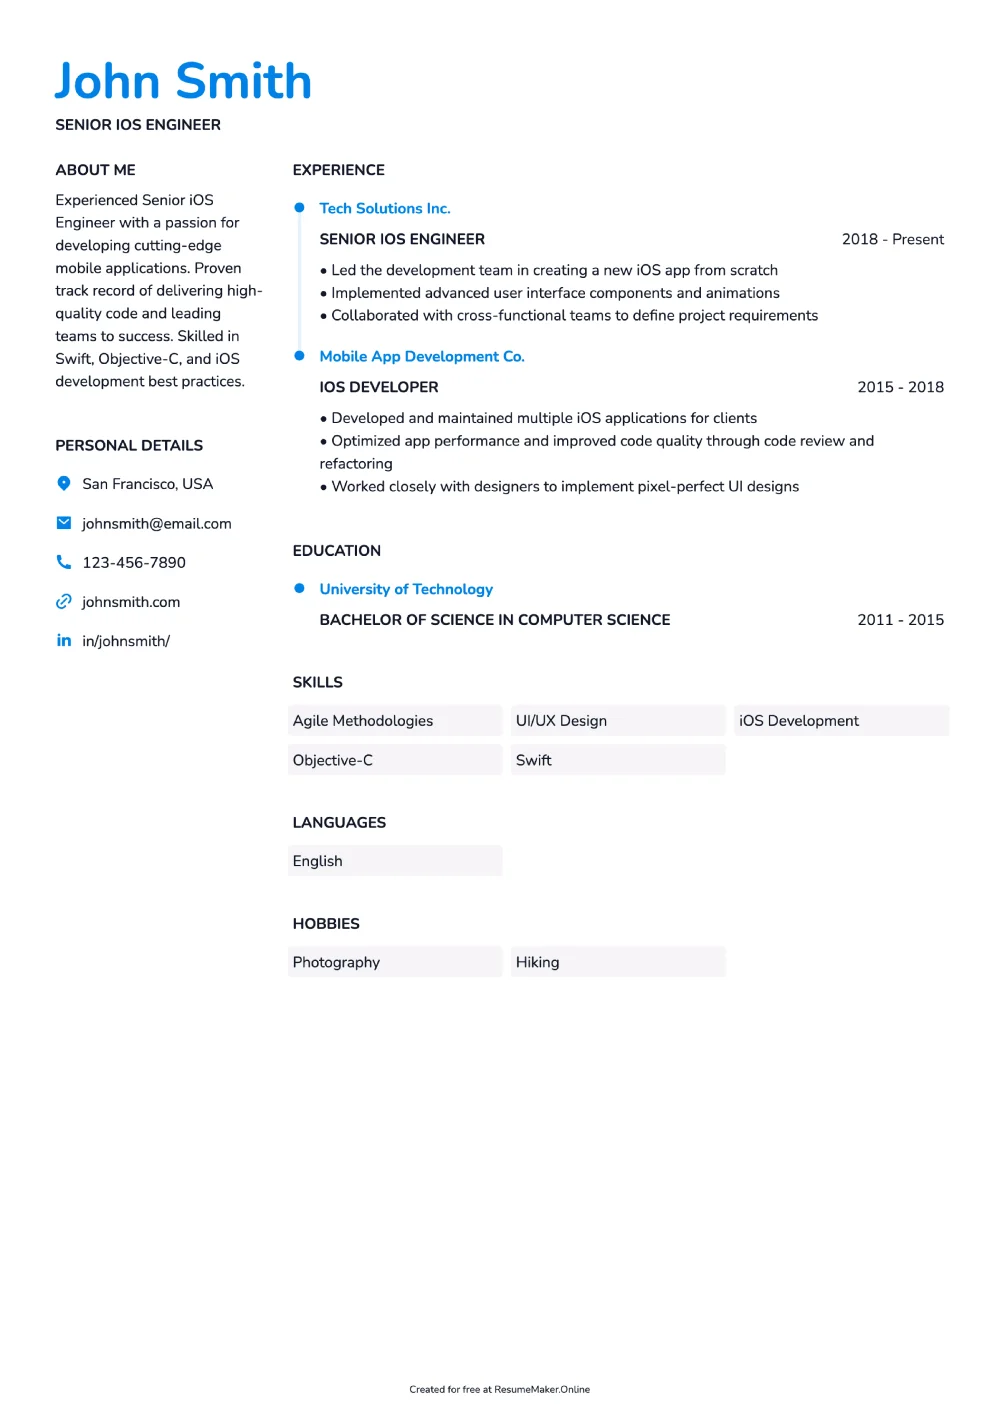 John Smith
SENIOR IOS ENGINEER
ABOUT ME
Experienced Senior iOS
Engineer with a passion for
developing cutting-edge
mobile applications. Proven
track record of delivering high-
quality code and leading
teams to success. Skilled in
Swift, Objective-C, and iOS
development best practices.
PERSONAL DETAILS
San Francisco, USA
johnsmith@email.com
123-456-7890
johnsmith.com
in/johnsmith/
EXPERIENCE
Tech Solutions Inc.
SENIOR IOS ENGINEER 2018 - Present
• Led the development team in creating a new iOS app from scratch
• Implemented advanced user interface components and animations
• Collaborated with cross-functional teams to define project requirements
Mobile App Development Co.
IOS DEVELOPER 2015 - 2018
• Developed and maintained multiple iOS applications for clients
• Optimized app performance and improved code quality through code review and
refactoring
• Worked closely with designers to implement pixel-perfect UI designs
EDUCATION
University of Technology
BACHELOR OF SCIENCE IN COMPUTER SCIENCE 2011 - 2015
SKILLS
Agile Methodologies UI/UX Design iOS Development
Objective-C Swift
LANGUAGES
English
HOBBIES
Photography Hiking
Created for free at ResumeMaker.Online